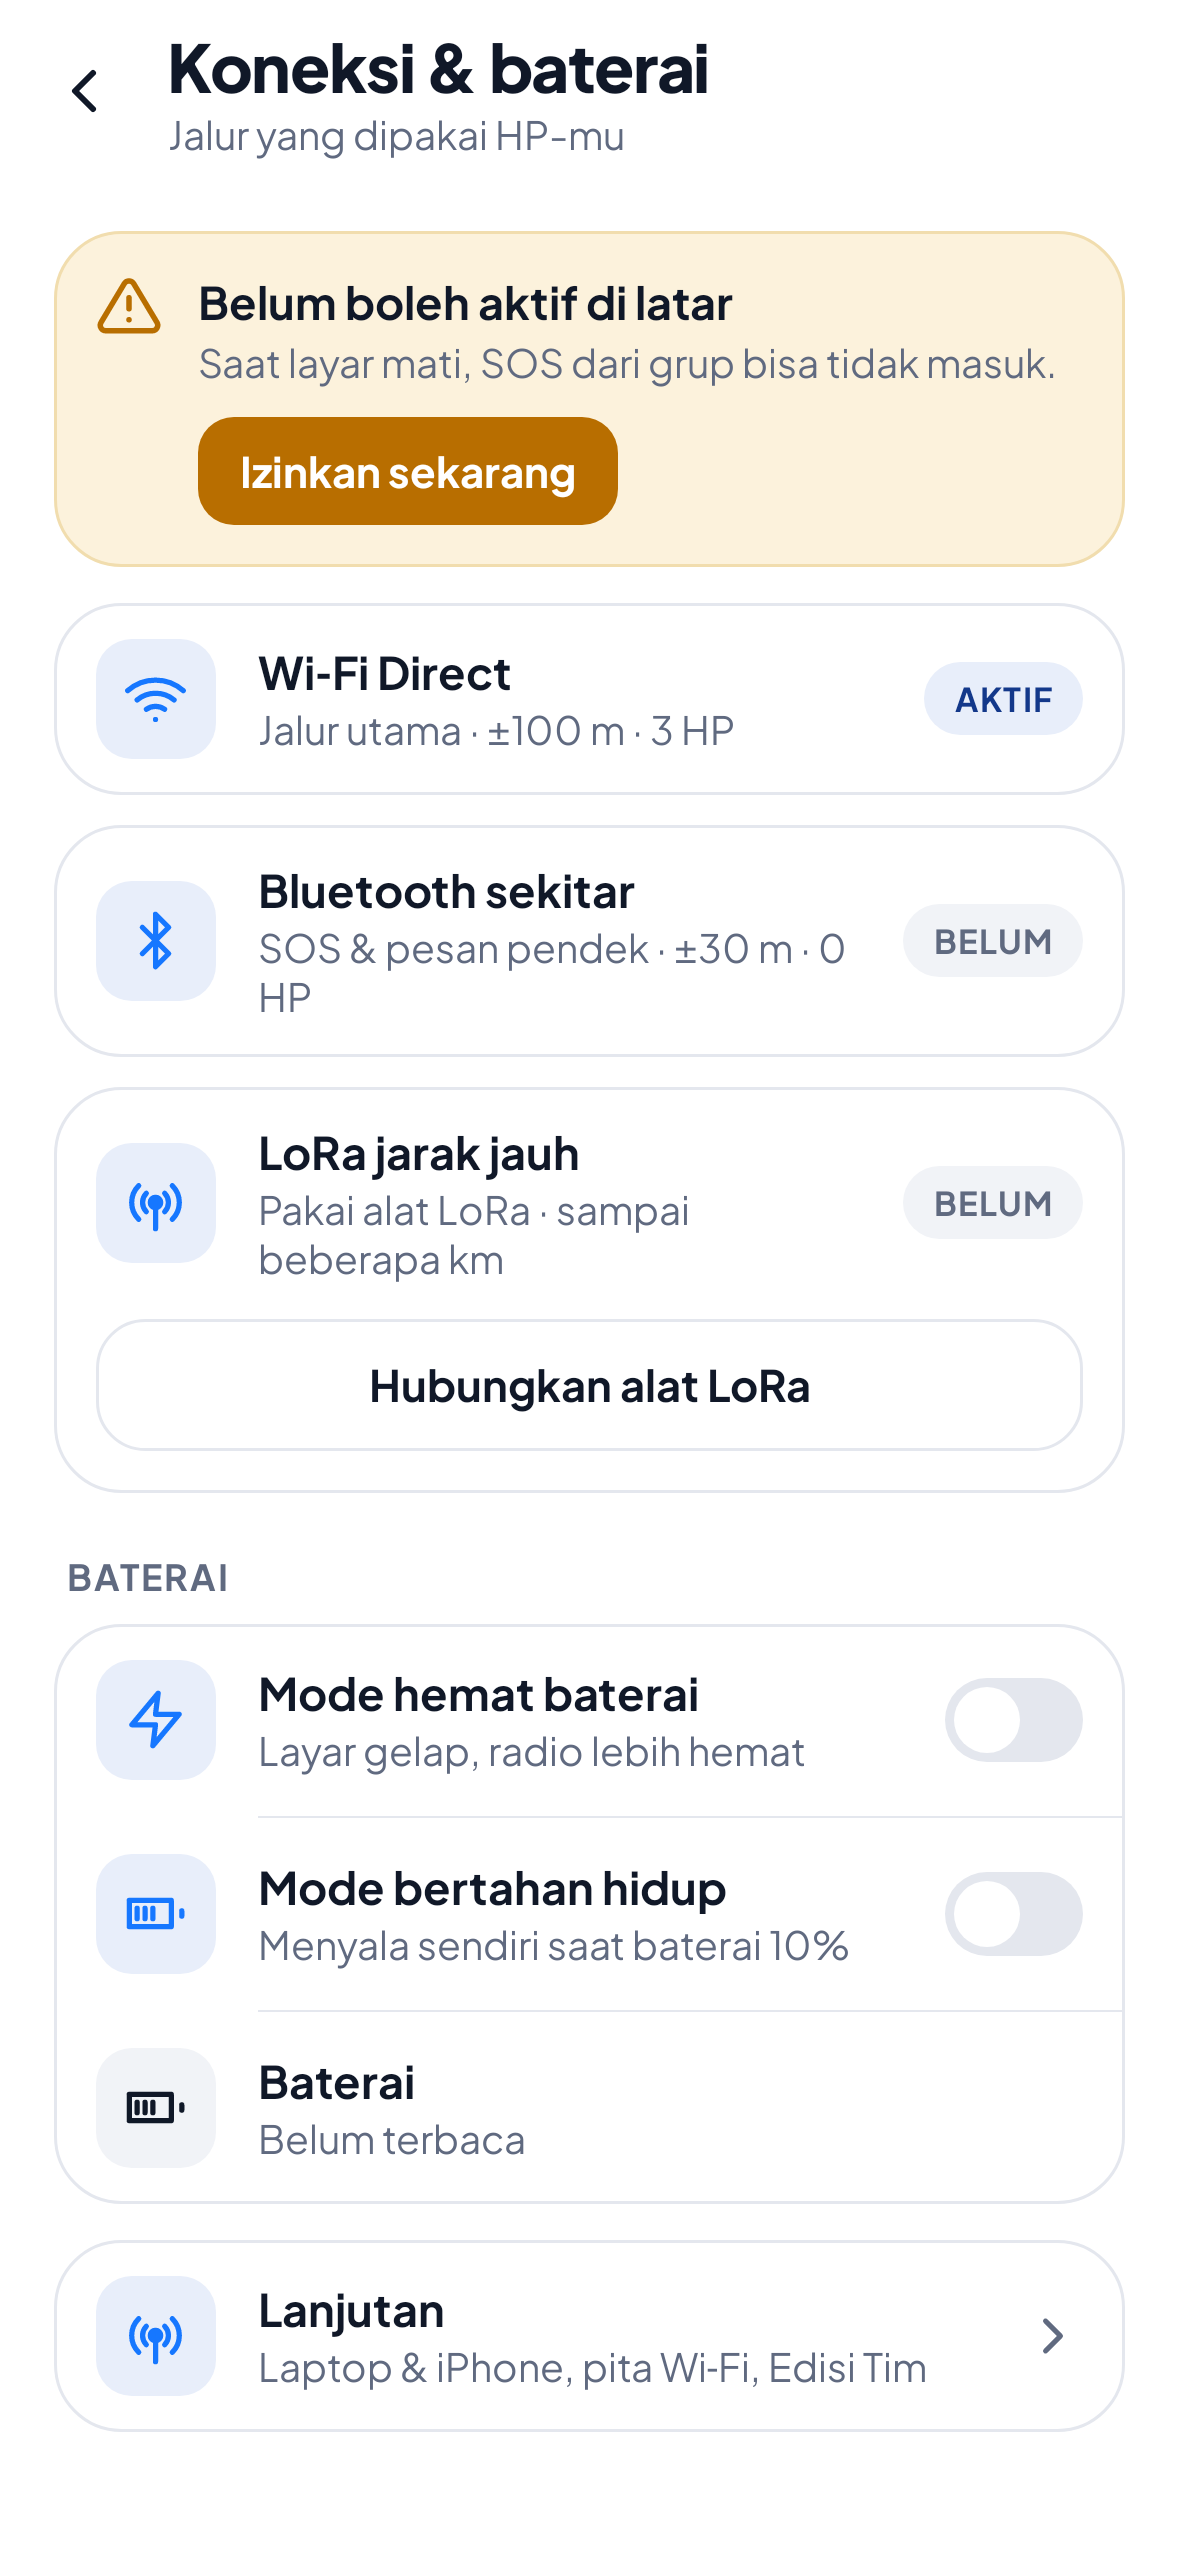 Koneksi & baterai
Jalur yang dipakai HP-mu
Belum boleh aktif di latar
Saat layar mati, SOS dari grup bisa tidak masuk.
Izinkan sekarang
Wi-Fi Direct
Jalur utama · ±100 m · 3 HP
AKTIF
Bluetooth sekitar
SOS & pesan pendek · ±30 m · 0
HP
BELUM
LoRa jarak jauh
Pakai alat LoRa · sampai
beberapa km
BELUM
Hubungkan alat LoRa
BATERAI
Mode hemat baterai
Layar gelap, radio lebih hemat
Mode bertahan hidup
Menyala sendiri saat baterai 10%
Baterai
Belum terbaca
Lanjutan
Laptop & iPhone, pita Wi-Fi, Edisi Tim